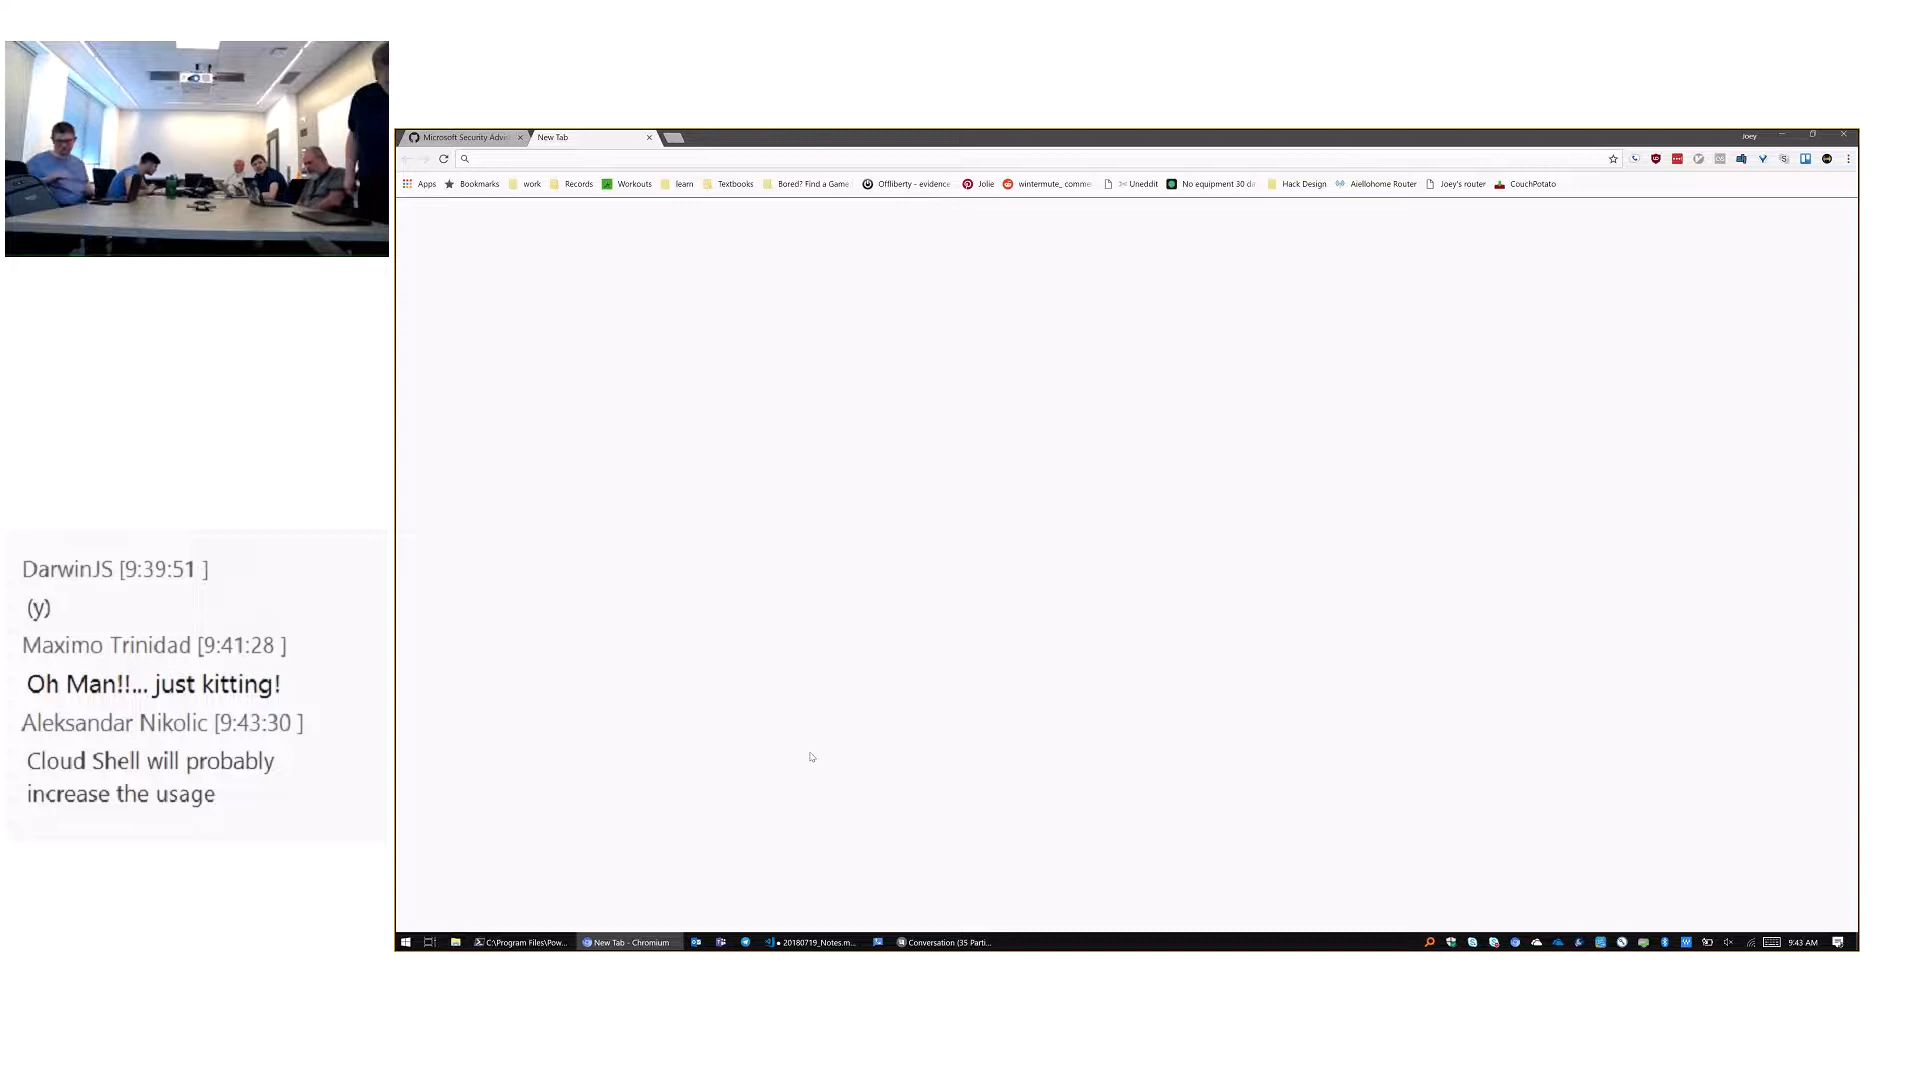 Microsoft Security Advi
New Tab
Joey
Apps
Bookmarks
work
Records
Workouts
learn
Textbooks
Bored? Find a Game
Offliberty - evidence
Jolie
wintermute_ comme
Uneddit
No equipment 30 da
Hack Design
Aiellohome Router
Joey's router
CouchPotato
DarwinJS [9:39:51 ]
(y)
Maximo Trinidad [9:41:28 ]
Oh Man!!... just kitting!
Aleksandar Nikolic [9:43:30 ]
Cloud Shell will probably
increase the usage
C:\Program Files\Pow...
New Tab - Chromium
● 20180719_Notes.m...
Conversation (35 Parti...
9:43 AM